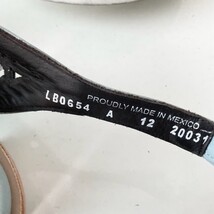 PROUDLY MADE IN MEXICO
LB0654 A 12 20031